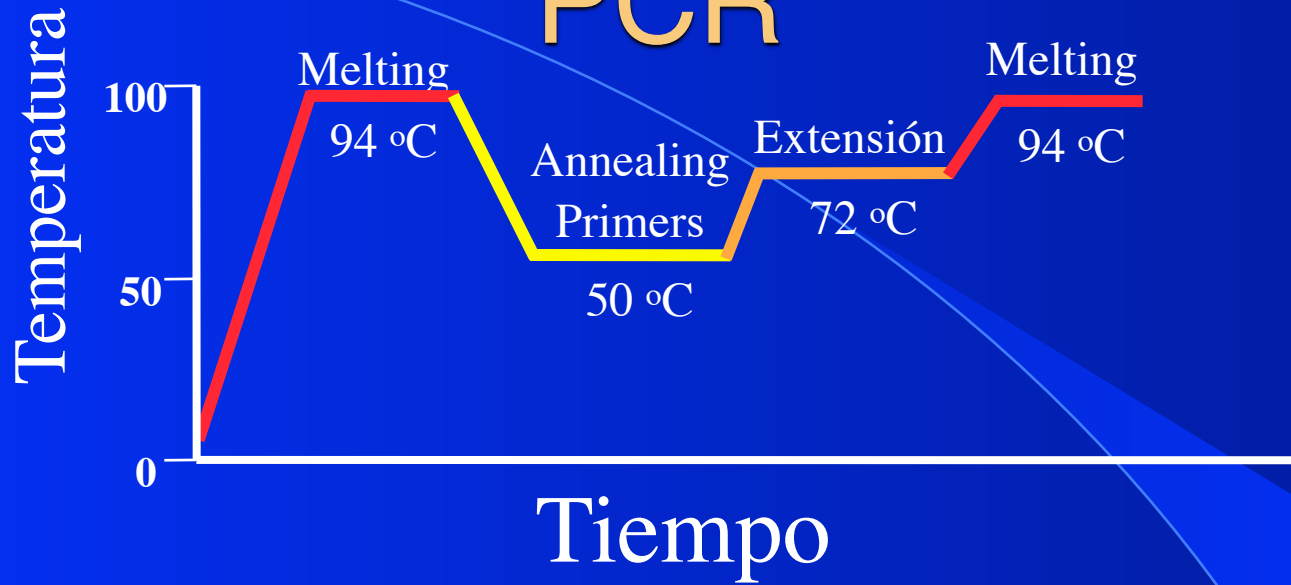 PCR
Temperatura
100
50
0
Melting
94 ºC
Annealing
Primers
50 ºC
Extensión
72 ºC
Melting
94 ºC
Tiempo